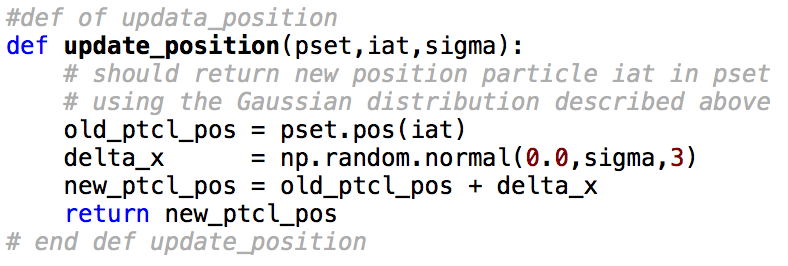 #def of updata_position
def update_position(pset,iat,sigma):
    # should return new position particle iat in pset
    # using the Gaussian distribution described above
    old_ptcl_pos = pset.pos(iat)
    delta_x      = np.random.normal(0.0,sigma,3)
    new_ptcl_pos = old_ptcl_pos + delta_x
    return new_ptcl_pos
# end def update_position